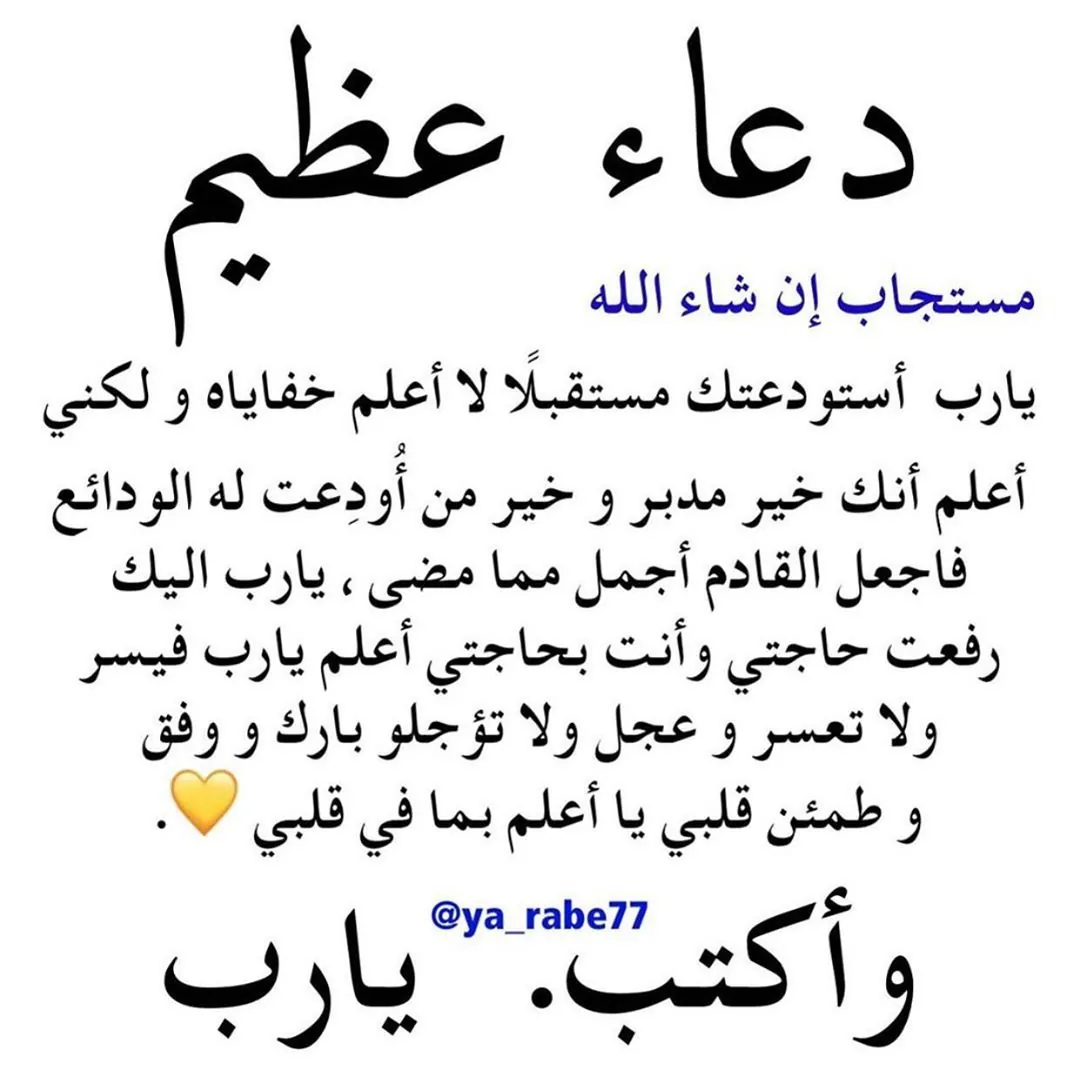 دعاء عظيم
مستجاب إن شاء الله
يارب أستودعتك مستقبلًا لا أعلم خفاياه و لكني
أعلم أنك خير مدبر و خير من أُودِعت له الودائع
فاجعل القادم أجمل مما مضى ، يارب اليك
رفعت حاجتي وأنت بحاجتي أعلم يارب فيسر
ولا تعسر و عجل ولا تؤجلو بارك و وفق
و طمئن قلبي يا أعلم بما في قلبي 💛.
@ya_rabe77
وأكتب. يارب